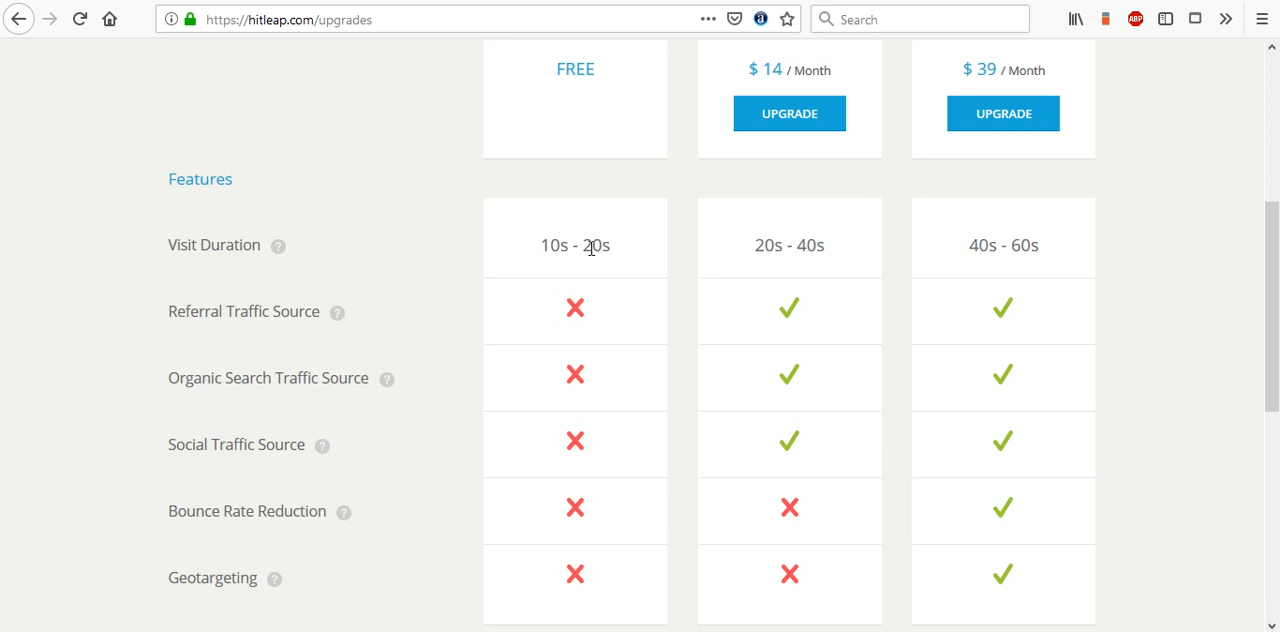 https://hitleap.com/upgrades
Search
ABP
FREE
$ 14 / Month
$ 39 / Month
UPGRADE
UPGRADE
Features
Visit Duration ?
10s - 20s
20s - 40s
40s - 60s
Referral Traffic Source ?
Organic Search Traffic Source ?
Social Traffic Source ?
Bounce Rate Reduction ?
Geotargeting ?